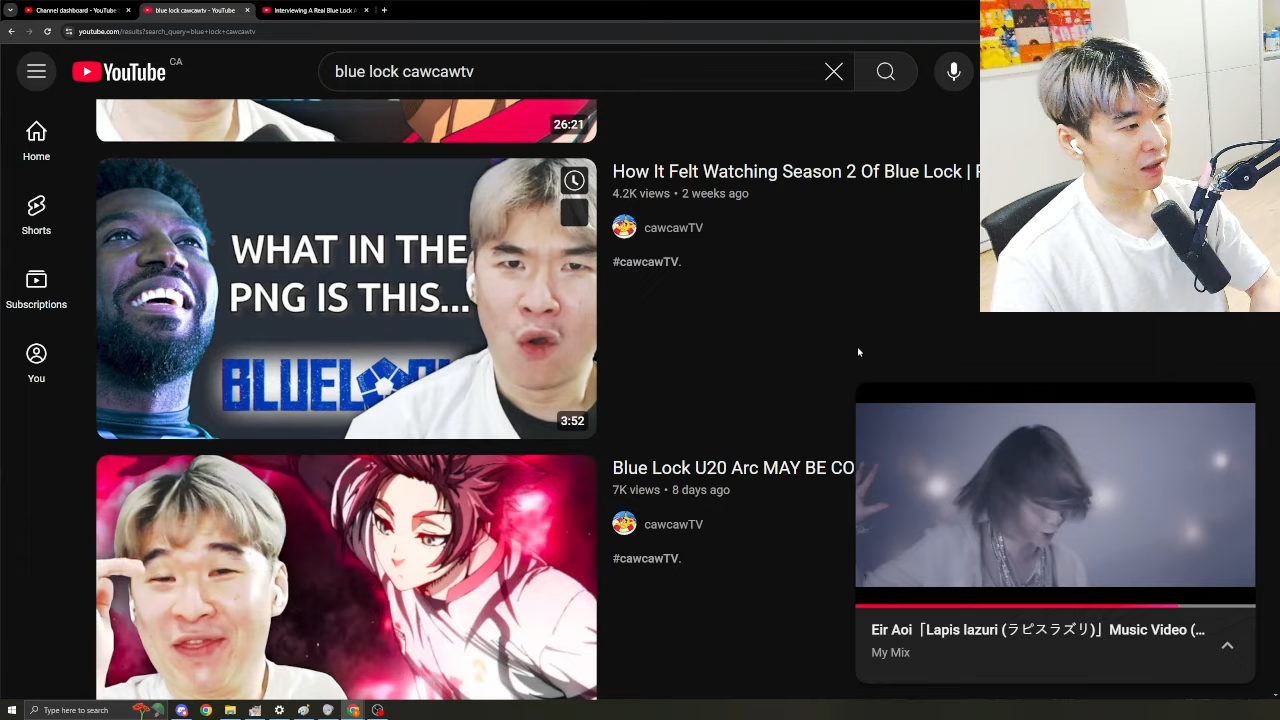 Channel dashboard - YouTube
blue lock cawcawtv - YouTube
Interviewing A Real Blue Lock
youtube.com/results?search_query=blue+lock+cawcawtv
YouTube CA
blue lock cawcawtv
Home
Shorts
Subscriptions
You
26:21
WHAT IN THE
PNG IS THIS...
BLUELO
3:52
How It Felt Watching Season 2 Of Blue Lock |
4.2K views • 2 weeks ago
cawcawTV
#cawcawTV.
Blue Lock U20 Arc MAY BE CO
7K views • 8 days ago
cawcawTV
#cawcawTV.
Eir Aoi「Lapis lazuri (ラピスラズリ)」Music Video (...
My Mix
Type here to search